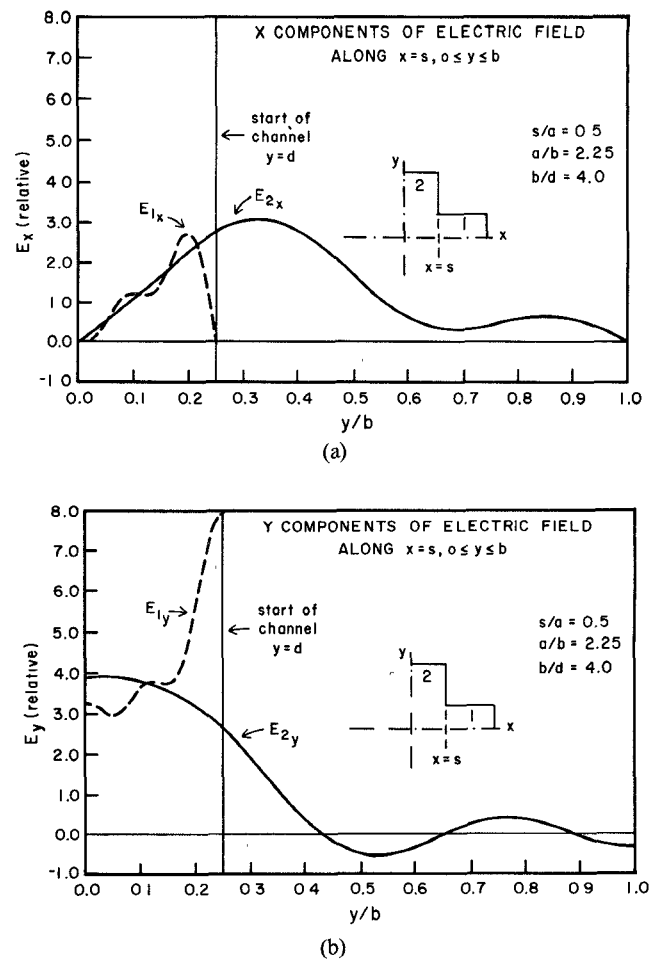 X COMPONENTS OF ELECTRIC FIELD
ALONG x=s, o≤y≤b
8.0
7.0
6.0
5.0
4 0
3.0
2.0
1 0
0.0
-1 0
Ex (relative)
start of
channel
y=d
s/a = 0 5
a/b = 2.25
b/d = 4.0
E1x
E2x
y
2
1
x
x=s
0.0 0.1 0.2 0.3 0.4 0.5 0.6 0.7 0.8 0.9 1.0
y/b
(a)
Y COMPONENTS OF ELECTRIC FIELD
ALONG x=s, o≤y≤b
8.0
7.0
6.0
5.0
4.0
3.0
2.0
1.0
0.0
-1.0
Ey (relative)
start of
channel
y=d
s/a = 0.5
a/b = 2.25
b/d = 4.0
E1y
E2y
y
2
1
x
x=s
0.0 0 1 0.2 0 3 0.4 0.5 0.6 0.7 0.8 0.9 1.0
y/b
(b)